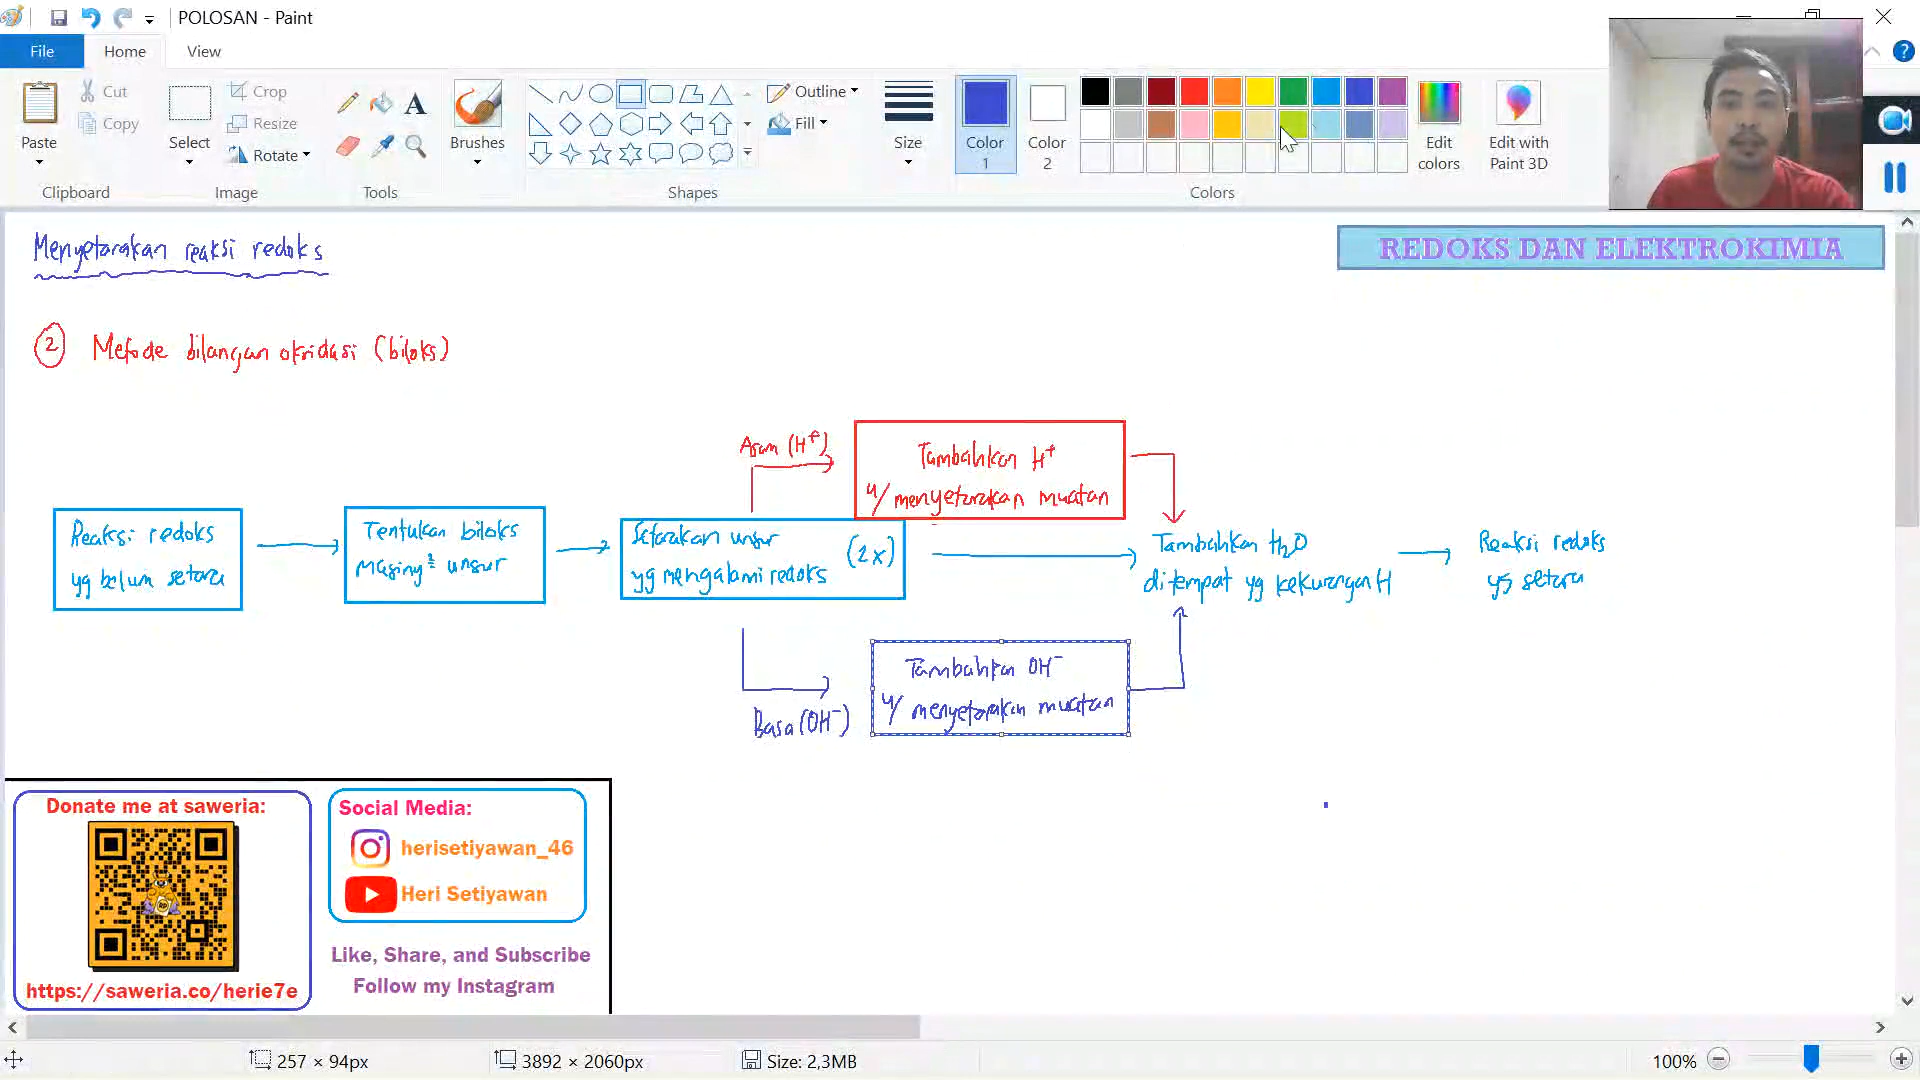 POLOSAN - Paint
File
Home
View
Paste
Cut
Copy
Clipboard
Select
Crop
Resize
Rotate
Image
Tools
Brushes
Shapes
Outline
Fill
Size
Color 1
Color 2
Colors
Edit colors
Edit with Paint 3D
Menyetarakan reaksi redoks
REDOKS DAN ELEKTROKIMIA
2 Metode bilangan oksidasi (biloks)
Asam (H⁺)
Tambahkan H⁺
u/ menyetarakan muatan
Reaksi redoks
yg belum setara
Tentukan biloks
masing² unsur
Setarakan unsur
yg mengalami redoks
(2x)
Tambahkan H₂O
ditempat yg kekurangan H
Reaksi redoks
yg setara
Basa (OH⁻)
Tambahkan OH⁻
u/ menyetarakan muatan
Donate me at saweria:
https://saweria.co/herie7e
Social Media:
herisetiyawan_46
Heri Setiyawan
Like, Share, and Subscribe
Follow my Instagram
257 × 94px
3892 × 2060px
Size: 2,3MB
100%